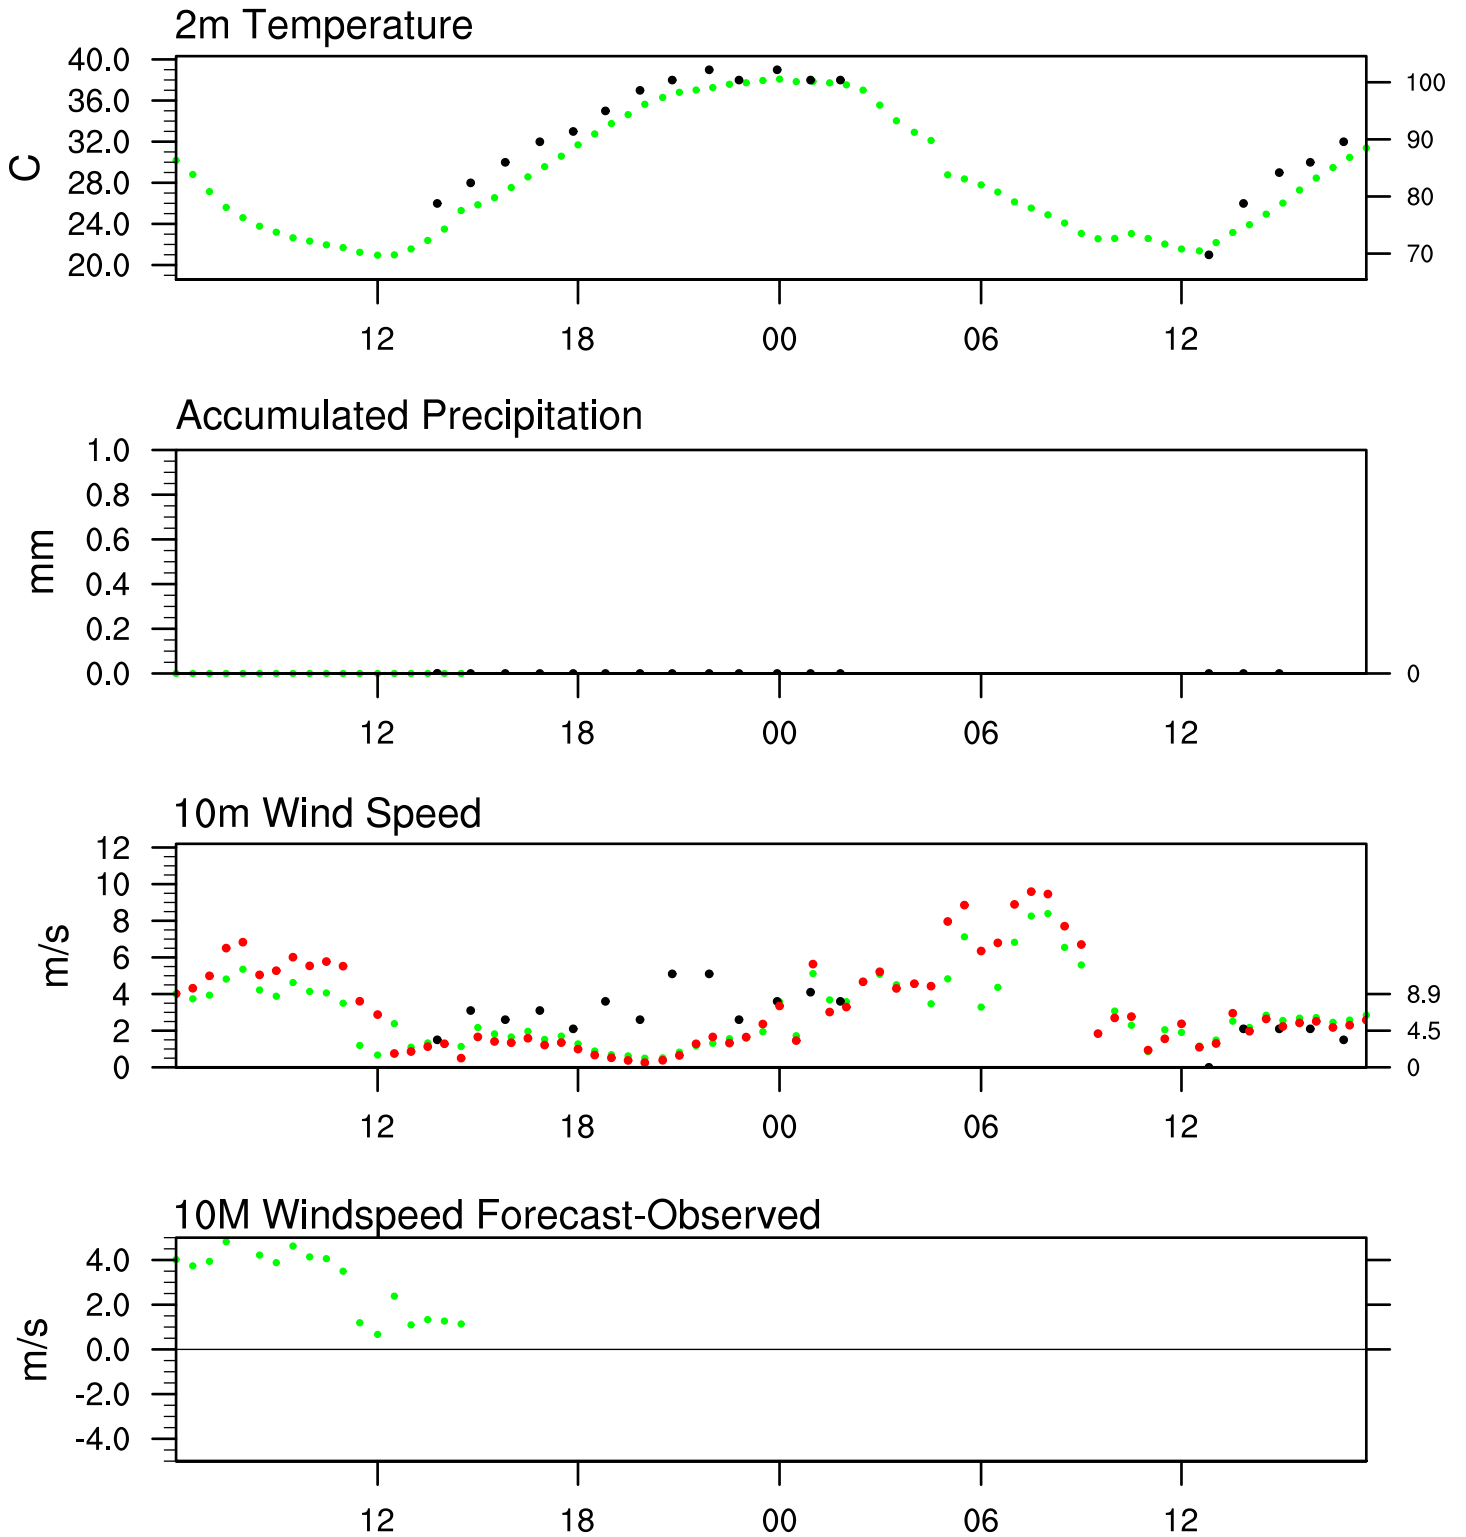 2m Temperature
40.0
36.0
32.0
28.0
24.0
20.0
C
100
90
80
70
12 18 00 06 12
Accumulated Precipitation
1.0
0.8
0.6
0.4
0.2
0.0
mm
0
12 18 00 06 12
10m Wind Speed
12
10
8
6
4
2
0
m/s
8.9
4.5
0
12 18 00 06 12
10M Windspeed Forecast-Observed
4.0
2.0
0.0
-2.0
-4.0
m/s
12 18 00 06 12